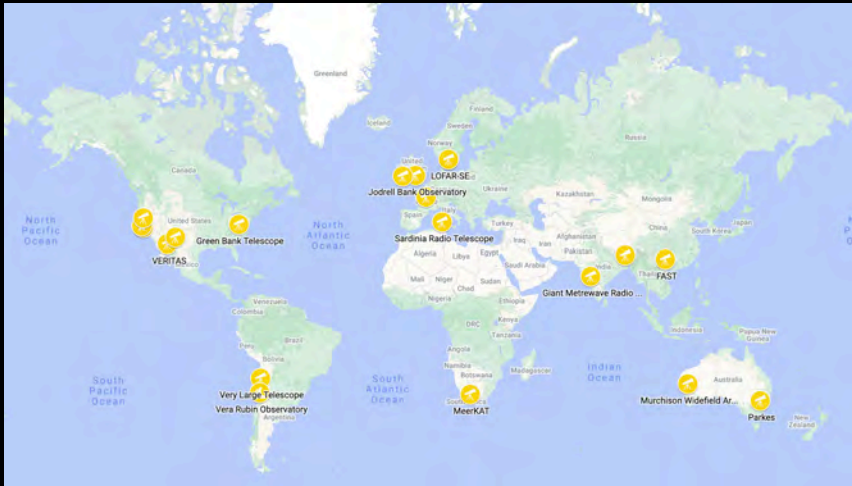 Greenland
Iceland
Finland
Sweden
Norway
Russia
Canada
United
LOFAR-SE
Jodrell Bank Observatory
Ukraine
Kazakhstan
Mongolia
North
Pacific
Ocean
United States
Green Bank Telescope
North
Atlantic
Ocean
Spain
Italy
Turkey
Sardinia Radio Telescope
China
South Korea
Japan
VERITAS
Mexico
Algeria
Libya
Egypt
Iraq
Iran
Afghanistan
Pakistan
Saudi Arabia
India
FAST
Thailand
Mali
Niger
Chad
Sudan
Giant Metrewave Radio ...
Nigeria
Ethiopia
Venezuela
Colombia
DRC
Kenya
Tanzania
Indonesia
Papua New
Guinea
Peru
Brazil
Bolivia
Angola
Namibia
Botswana
Madagascar
South
Pacific
Ocean
South
Atlantic
Ocean
Indian
Ocean
Very Large Telescope
Vera Rubin Observatory
Argentina
MeerKAT
Australia
Murchison Widefield Ar...
Parkes
New
Zealand